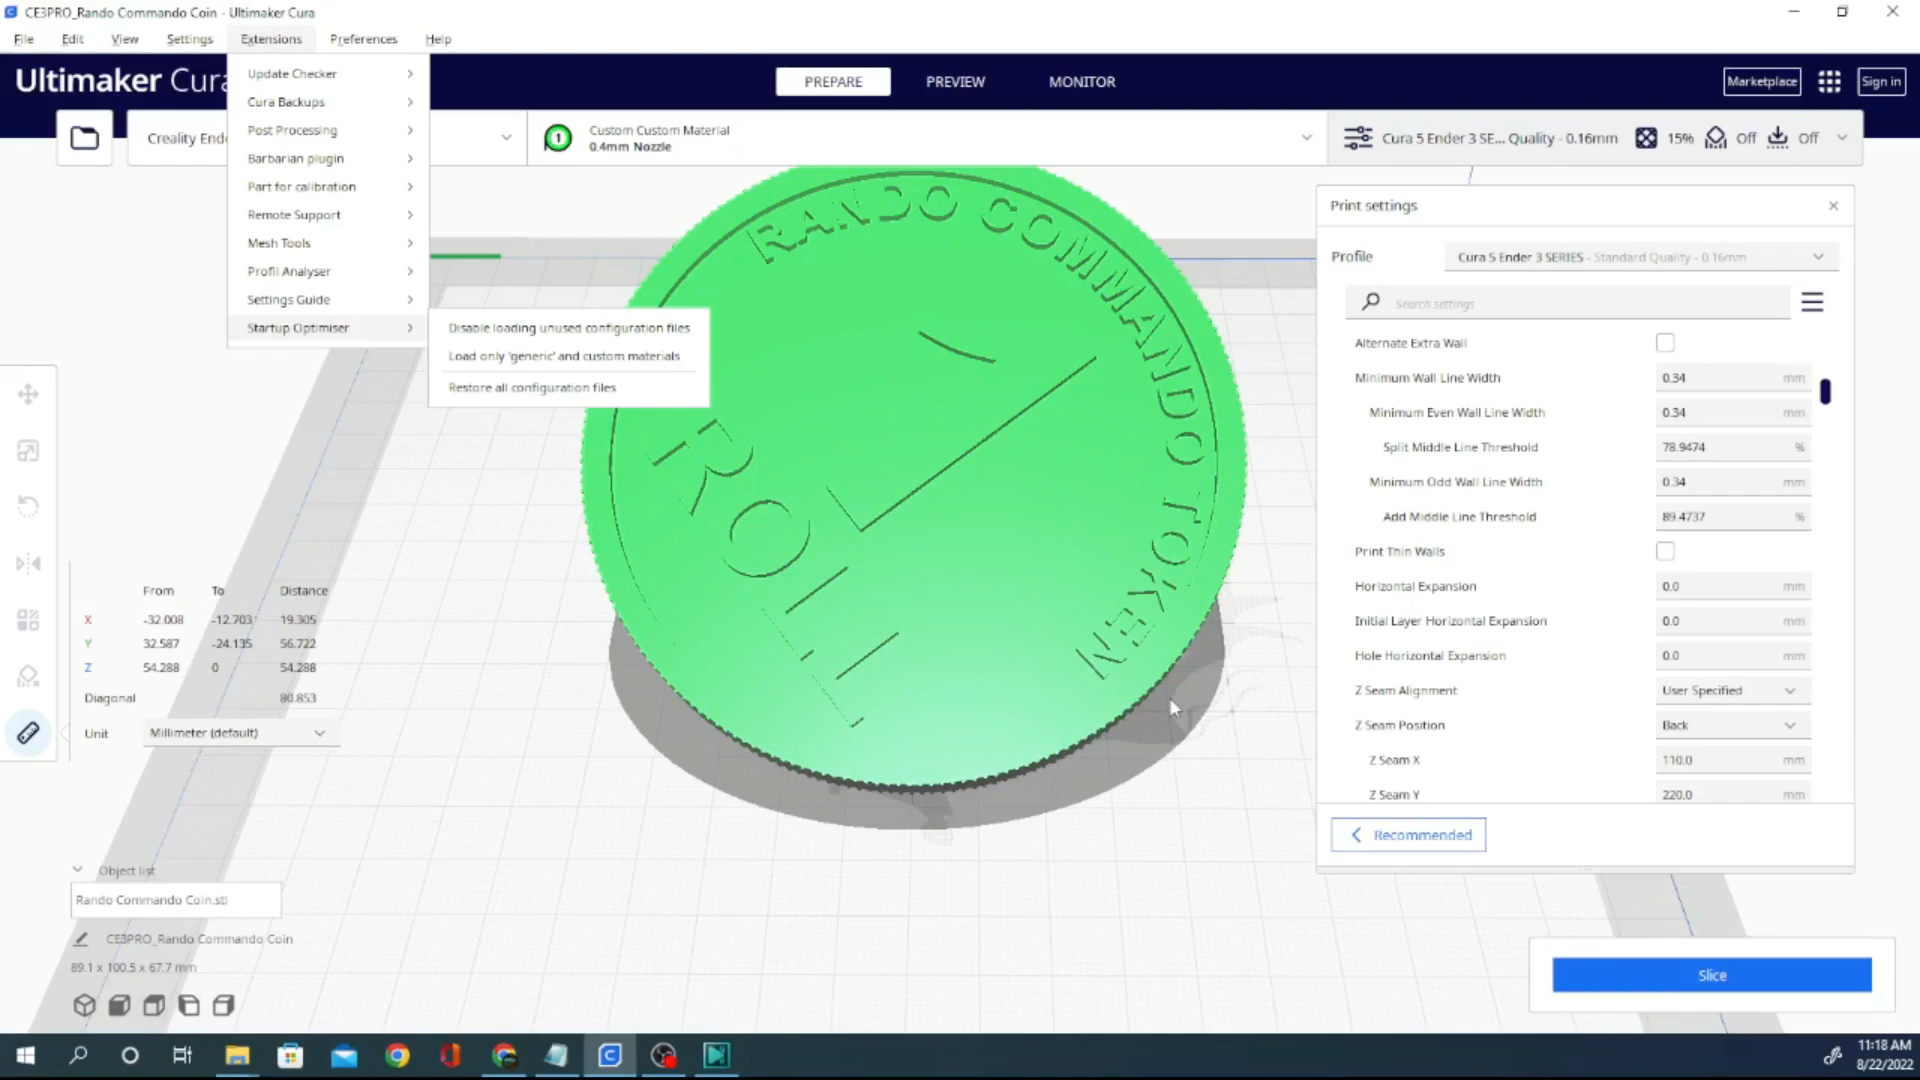 CE3PRO_Rando Commando Coin - Ultimaker Cura
File Edit View Settings Extensions Preferences Help
Ultimaker Cura
PREPARE PREVIEW MONITOR
Marketplace Sign in
Creality Ende
1 Custom Custom Material
0.4mm Nozzle
Cura 5 Ender 3 SE... Quality - 0.16mm 15% Off Off
Update Checker
Cura Backups
Post Processing
Barbarian plugin
Part for calibration
Remote Support
Mesh Tools
Profil Analyser
Settings Guide
Startup Optimiser
Disable loading unused configuration files
Load only 'generic' and custom materials
Restore all configuration files
RANDO COMMANDO TOKEN
Print settings
Profile Cura 5 Ender 3 SERIES - Standard Quality - 0.16mm
Search settings
Alternate Extra Wall
Minimum Wall Line Width 0.34 mm
Minimum Even Wall Line Width 0.34 mm
Split Middle Line Threshold 78.9474 %
Minimum Odd Wall Line Width 0.34 mm
Add Middle Line Threshold 89.4737 %
Print Thin Walls
Horizontal Expansion 0.0 mm
Initial Layer Horizontal Expansion 0.0 mm
Hole Horizontal Expansion 0.0 mm
Z Seam Alignment User Specified
Z Seam Position Back
Z Seam X 110.0 mm
Z Seam Y 220.0 mm
Recommended
From To Distance
X -32.008 -12.703 19.305
Y 32.587 -24.135 56.722
Z 54.288 0 54.288
Diagonal 80.853
Unit Millimeter (default)
Object list
Rando Commando Coin.stl
CE3PRO_Rando Commando Coin
89.1 x 100.5 x 67.7 mm
Slice
11:18 AM
8/22/2022